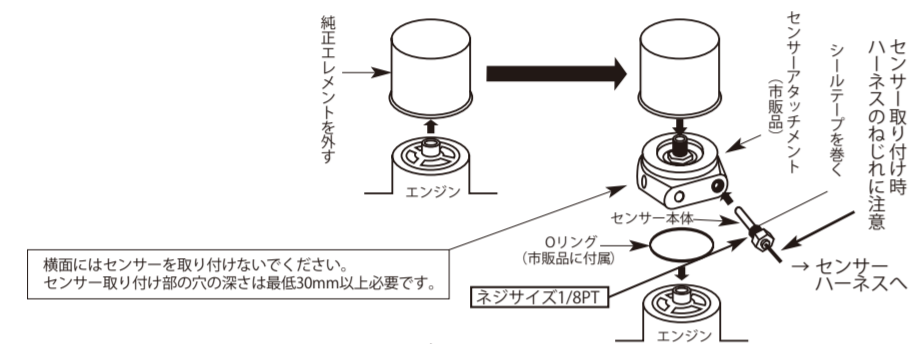 純正エレメントを外す
エンジン
センサーアタッチメント
（市販品）
シールテープを巻く
センサー取り付け時
ハーネスのねじれに注意
センサー本体
Oリング
（市販品に付属）
→ センサー
ハーネスへ
横面にはセンサーを取り付けないでください。
センサー取り付け部の穴の深さは最低30mm以上必要です。
ネジサイズ1/8PT
エンジン